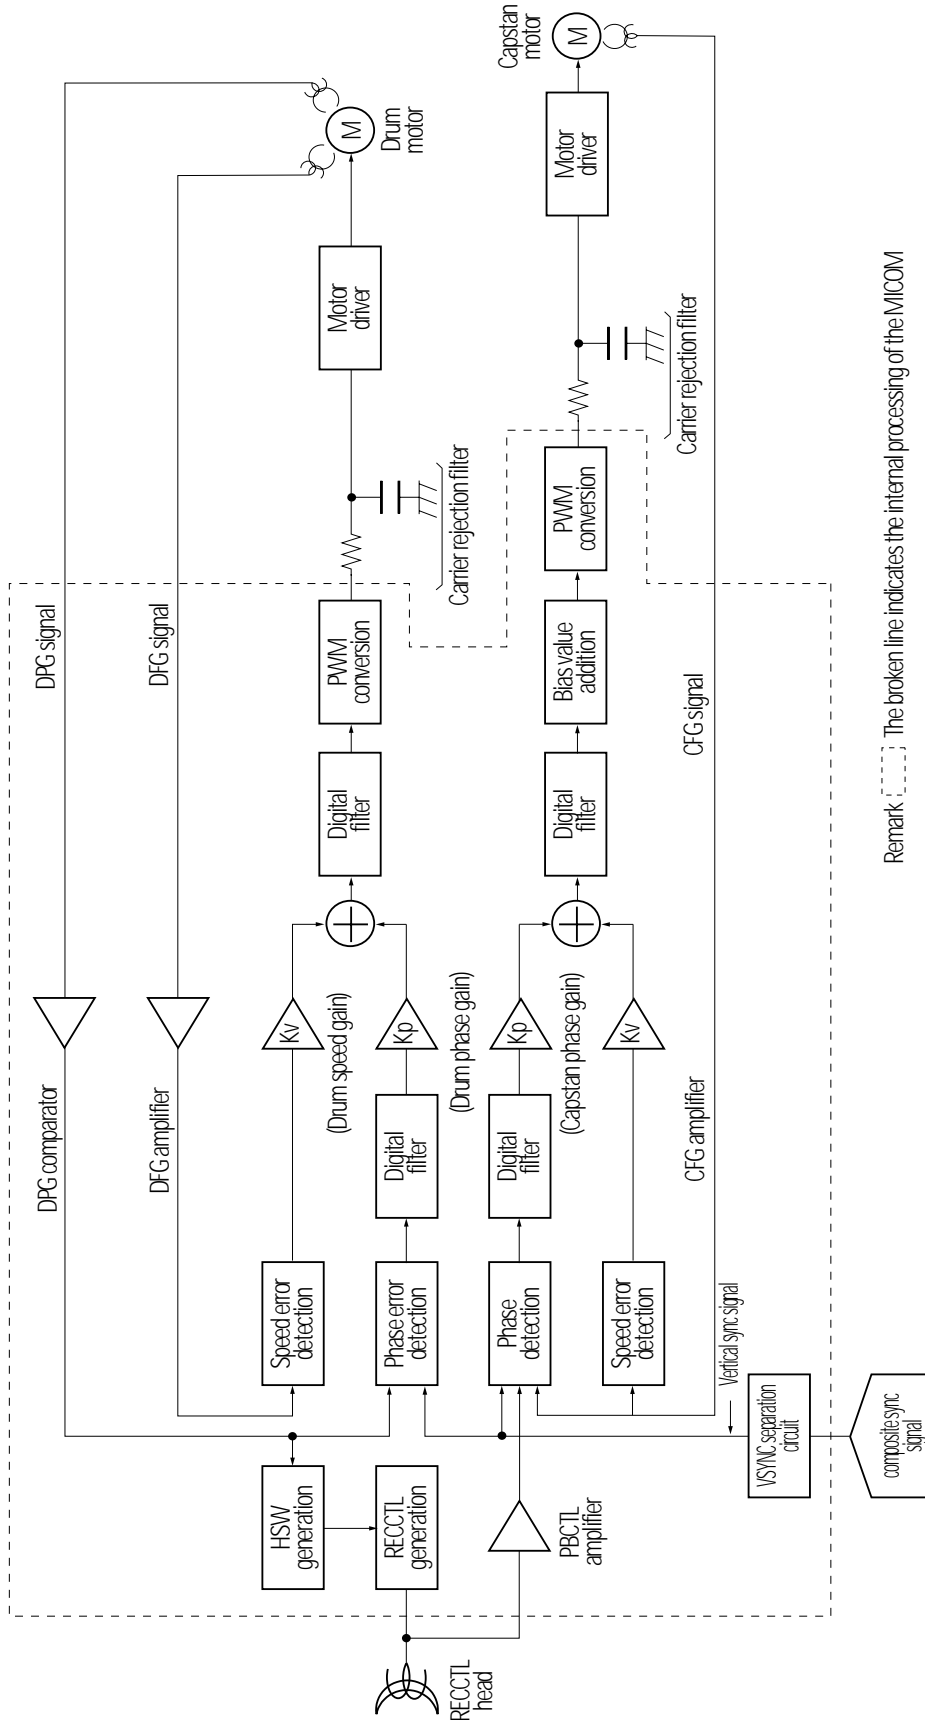 RECCTL
head
HSW
generation
RECCTL
generation
PBCTL
amplifier
DPG comparator
DPG signal
DFG amplifier
DFG signal
Speed error
detection
Kv
(Drum speed gain)
Phase error
detection
Digital
filter
Kp
(Drum phase gain)
Digital
filter
PWM
conversion
Carrier rejection filter
Motor
driver
M
Drum
motor
Phase
detection
Digital
filter
Kp
(Capstan phase gain)
Speed error
detection
Kv
Digital
filter
Bias value
addition
PWM
conversion
Carrier rejection filter
Motor
driver
M
Capstan
motor
CFG amplifier
CFG signal
Vertical sync signal
VSYNC separation
circuit
composite sync
signal
Remark The broken line indicates the internal processing of the MICOM